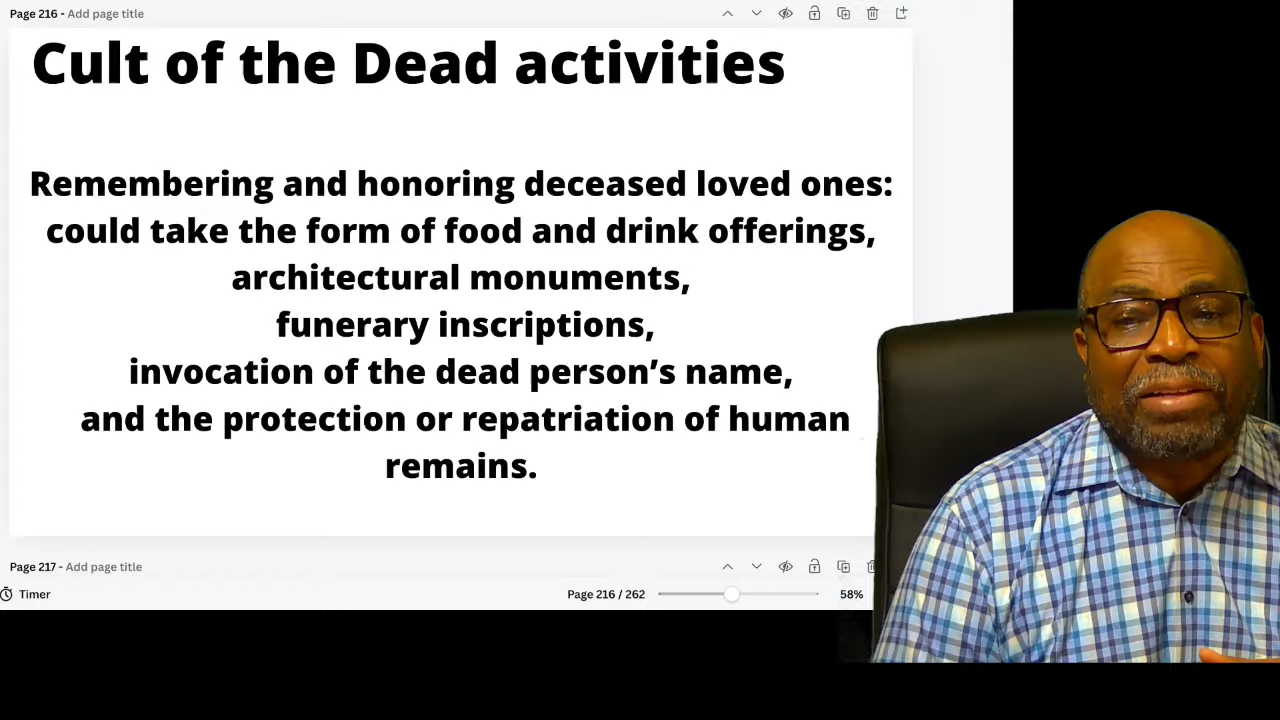 Page 216 - Add page title
Cult of the Dead activities
Remembering and honoring deceased loved ones:
could take the form of food and drink offerings,
architectural monuments,
funerary inscriptions,
invocation of the dead person’s name,
and the protection or repatriation of human
remains.
Page 217 - Add page title
Timer
Page 216 / 262
58%